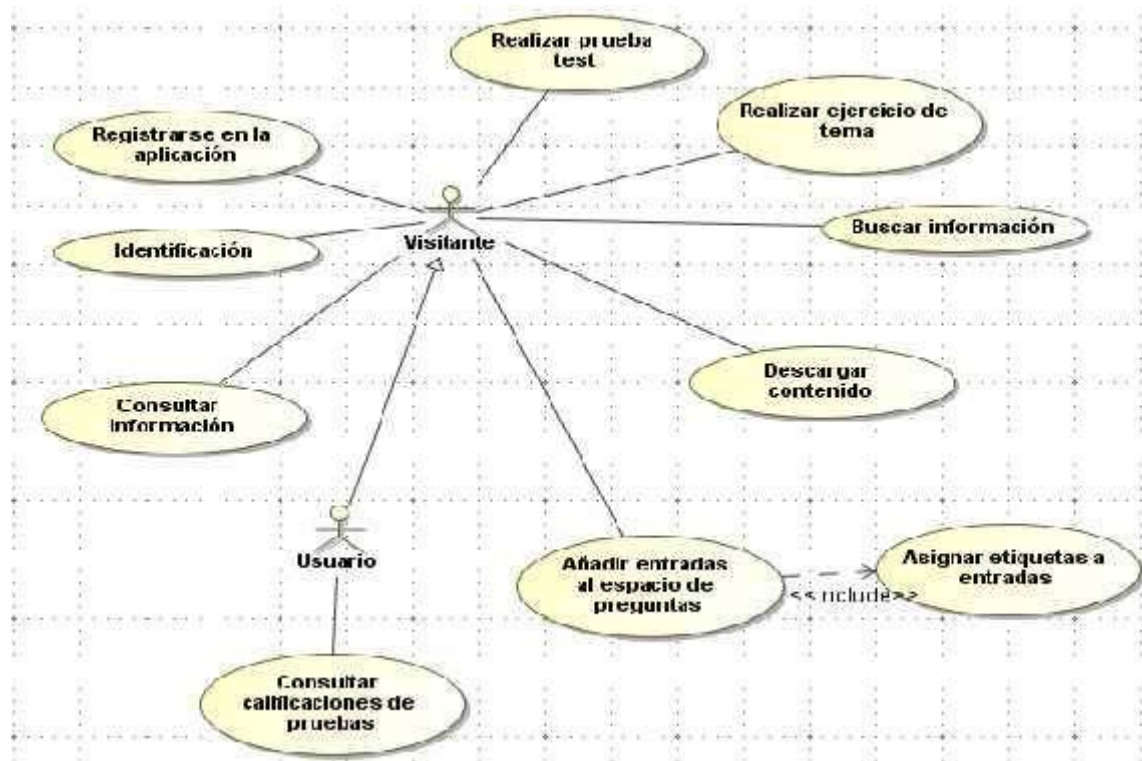 Realizar prueba
test
Realizar ejercicio de
tema
Registrarse en la
aplicación
Buscar información
Identificación
Visitante
Descargar
contenido
Consultar
información
Usuario
Añadir entradas
al espacio de
preguntas
<<include>>
Asignar etiquetas a
entradas
Consultar
calificaciones de
pruebas